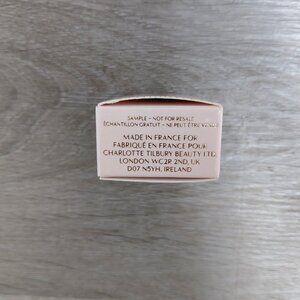 SAMPLE - NOT FOR RESALE
ÉCHANTILLON GRATUIT - NE PEUT ÊTRE VENDU
MADE IN FRANCE FOR
FABRIQUÉ EN FRANCE POUR
CHARLOTTE TILBURY BEAUTY LTD
LONDON WC2R 2ND, UK
D07 N5YH, IRELAND